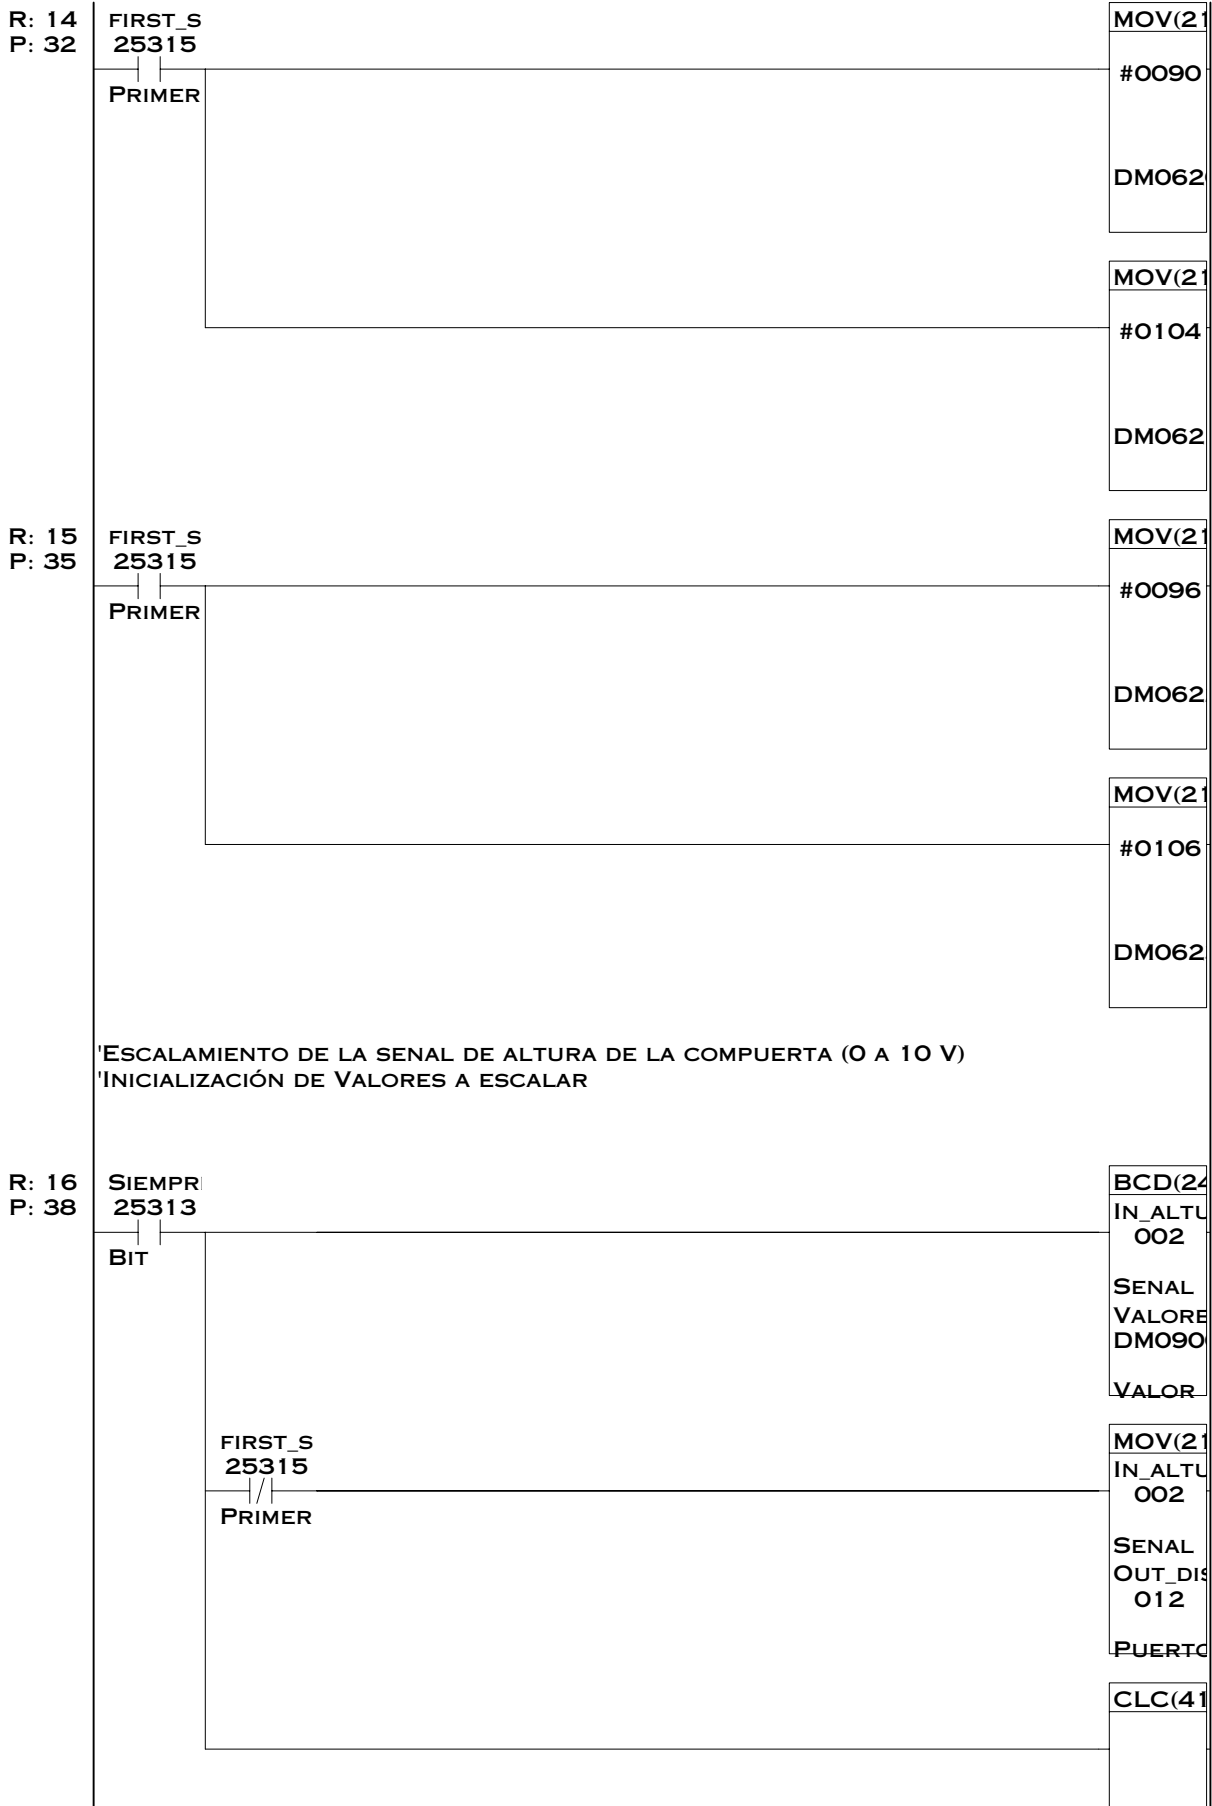 R: 14
P: 32
FIRST_S
25315
PRIMER
MOV(21
#0090
DM062
MOV(21
#0104
DM062
R: 15
P: 35
FIRST_S
25315
PRIMER
MOV(21
#0096
DM062
MOV(21
#0106
DM062
'ESCALAMIENTO DE LA SENAL DE ALTURA DE LA COMPUERTA (0 A 10 V)
'INICIALIZACIÓN DE VALORES A ESCALAR
R: 16
P: 38
SIEMPR
25313
BIT
BCD(24
IN_ALTU
002
SENAL
VALORE
DM090
VALOR
FIRST_S
25315
PRIMER
MOV(21
IN_ALTU
002
SENAL
OUT_DIS
012
PUERTO
CLC(41